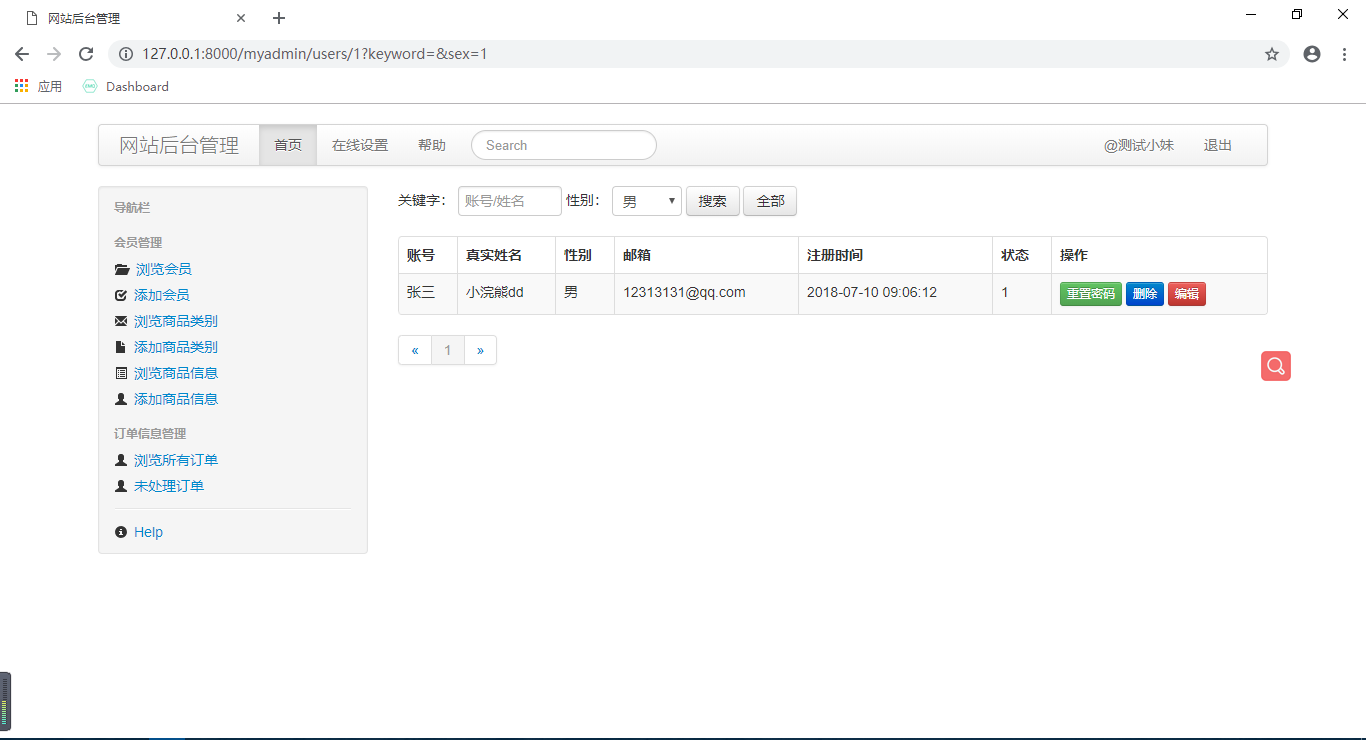 网站后台管理
127.0.0.1:8000/myadmin/users/1?keyword=&sex=1
应用 Dashboard
网站后台管理 首页 在线设置 帮助 Search @测试小妹 退出
导航栏
会员管理
浏览会员
添加会员
浏览商品类别
添加商品类别
浏览商品信息
添加商品信息
订单信息管理
浏览所有订单
未处理订单
Help
关键字: 账号/姓名 性别: 男 搜索 全部
账号 真实姓名 性别 邮箱 注册时间 状态 操作
张三 小浣熊dd 男 12313131@qq.com 2018-07-10 09:06:12 1 重置密码 删除 编辑
« 1 »